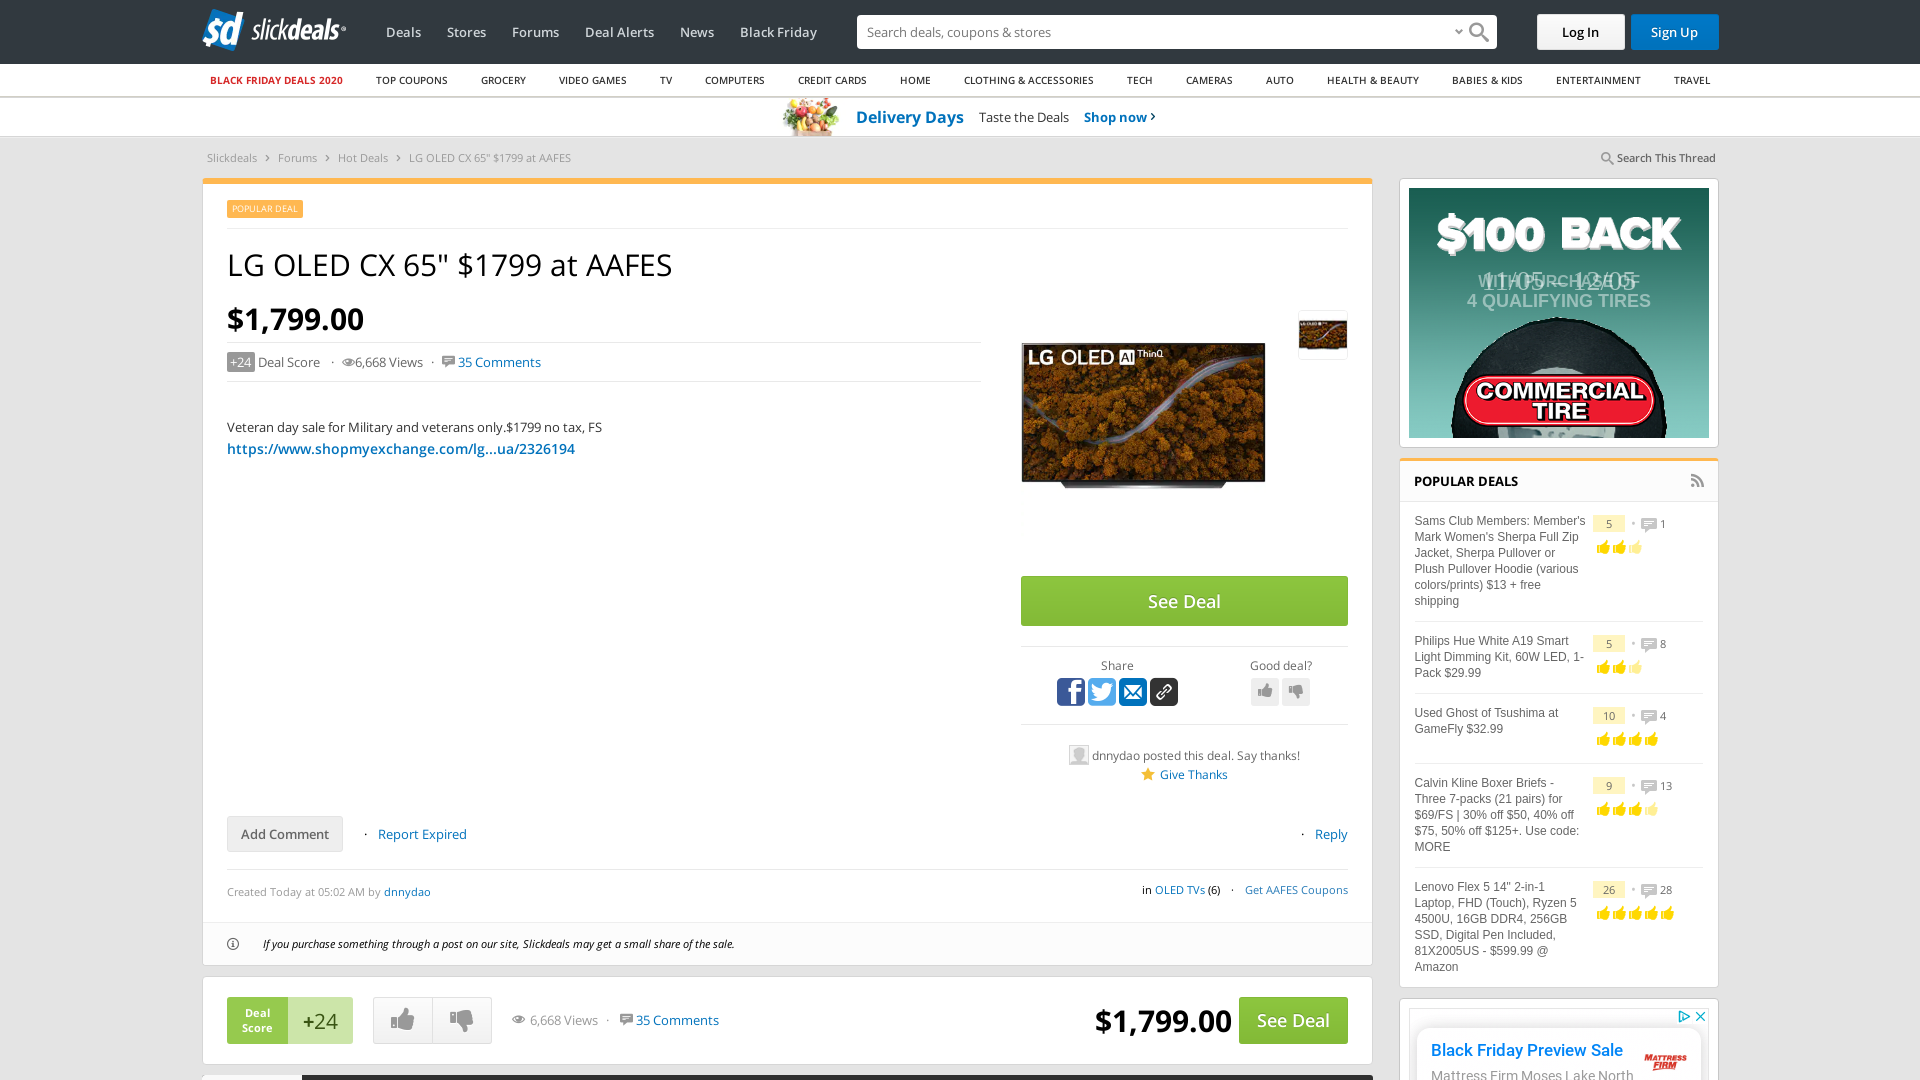 slickdeals
Deals
Stores
Forums
Deal Alerts
News
Black Friday
Search deals, coupons & stores
Log In
Sign Up
BLACK FRIDAY DEALS 2020
TOP COUPONS
GROCERY
VIDEO GAMES
TV
COMPUTERS
CREDIT CARDS
HOME
CLOTHING & ACCESSORIES
TECH
CAMERAS
AUTO
HEALTH & BEAUTY
BABIES & KIDS
ENTERTAINMENT
TRAVEL
Delivery Days Taste the Deals Shop now ›
Slickdeals › Forums › Hot Deals › LG OLED CX 65" $1799 at AAFES
Search This Thread
POPULAR DEAL
LG OLED CX 65" $1799 at AAFES
$1,799.00
+24 Deal Score · 6,668 Views · 35 Comments
Veteran day sale for Military and veterans only.$1799 no tax, FS
https://www.shopmyexchange.com/lg...ua/2326194
LG OLED AI ThinQ
See Deal
Share
Good deal?
dnnydao posted this deal. Say thanks!
Give Thanks
Add Comment
· Report Expired
· Reply
Created Today at 05:02 AM by dnnydao
in OLED TVs (6) · Get AAFES Coupons
If you purchase something through a post on our site, Slickdeals may get a small share of the sale.
Deal
Score
+24
6,668 Views · 35 Comments
$1,799.00
See Deal
$100 BACK
WITH PURCHASE OF
11/05 – 12/05
4 QUALIFYING TIRES
COMMERCIAL
TIRE
POPULAR DEALS
Sams Club Members: Member's
Mark Women's Sherpa Full Zip
Jacket, Sherpa Pullover or
Plush Pullover Hoodie (various
colors/prints) $13 + free
shipping
5 • 1
Philips Hue White A19 Smart
Light Dimming Kit, 60W LED, 1-
Pack $29.99
5 • 8
Used Ghost of Tsushima at
GameFly $32.99
10 • 4
Calvin Kline Boxer Briefs -
Three 7-packs (21 pairs) for
$69/FS | 30% off $50, 40% off
$75, 50% off $125+. Use code:
MORE
9 • 13
Lenovo Flex 5 14" 2-in-1
Laptop, FHD (Touch), Ryzen 5
4500U, 16GB DDR4, 256GB
SSD, Digital Pen Included,
81X2005US - $599.99 @
Amazon
26 • 28
Black Friday Preview Sale
MATTRESS
FIRM
Mattress Firm Moses Lake North